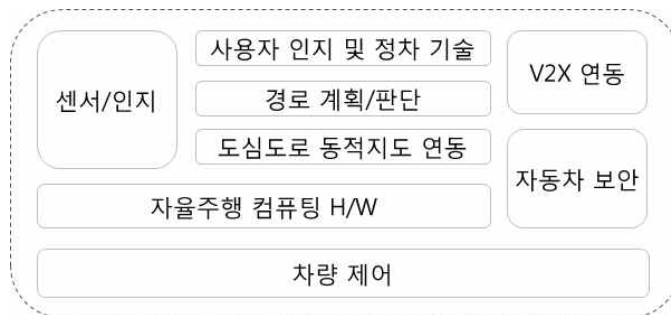 센서/인지
사용자 인지 및 정차 기술
경로 계획/판단
도심도로 동적지도 연동
V2X 연동
자동차 보안
자율주행 컴퓨팅 H/W
차량 제어